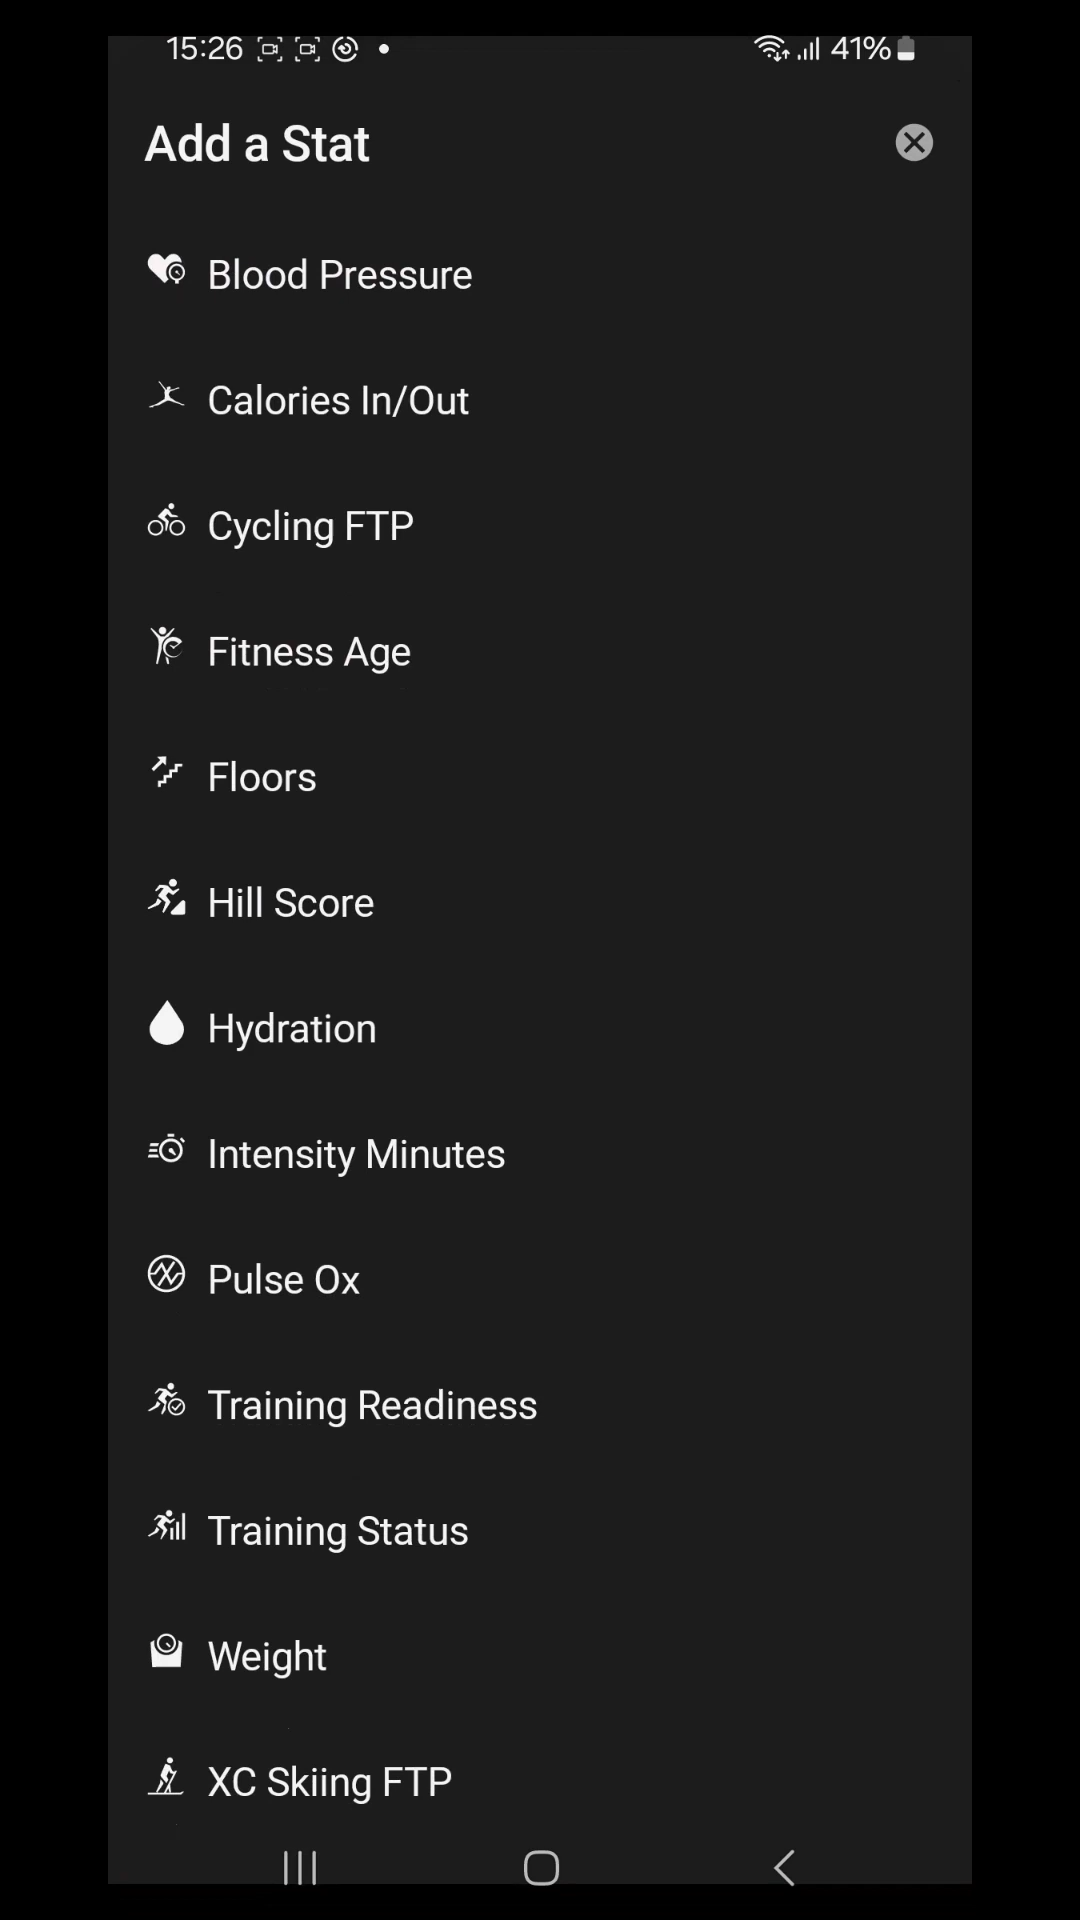 15:26 41%
Add a Stat
Blood Pressure
Calories In/Out
Cycling FTP
Fitness Age
Floors
Hill Score
Hydration
Intensity Minutes
Pulse Ox
Training Readiness
Training Status
Weight
XC Skiing FTP